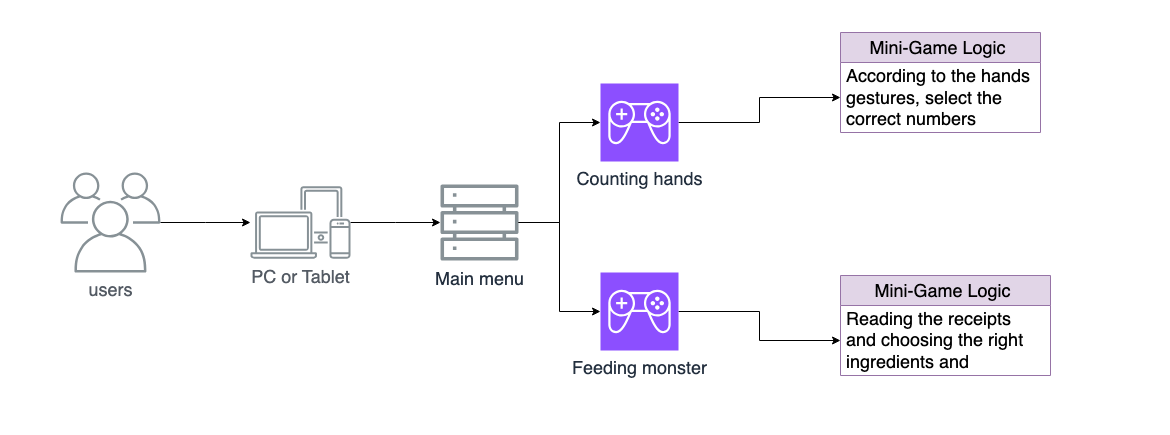 users
PC or Tablet
Main menu
Counting hands
Mini-Game Logic
According to the hands
gestures, select the
correct numbers
Feeding monster
Mini-Game Logic
Reading the receipts
and choosing the right
ingredients and